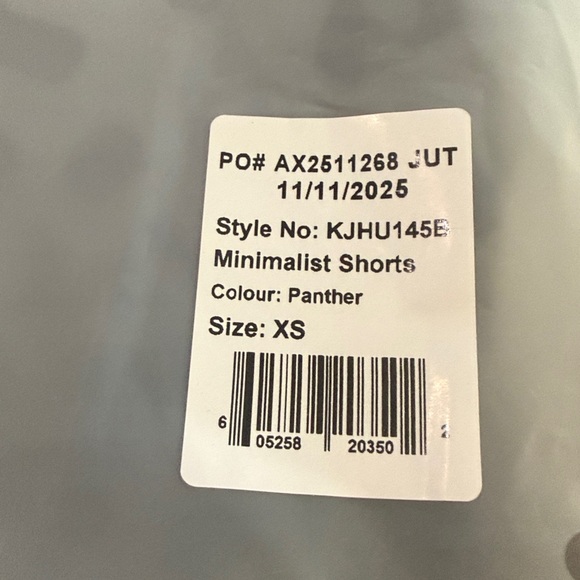 PO# AX2511268 JUT
11/11/2025
Style No: KJHU145B
Minimalist Shorts
Colour: Panther
Size: XS
6 05258 20350 2